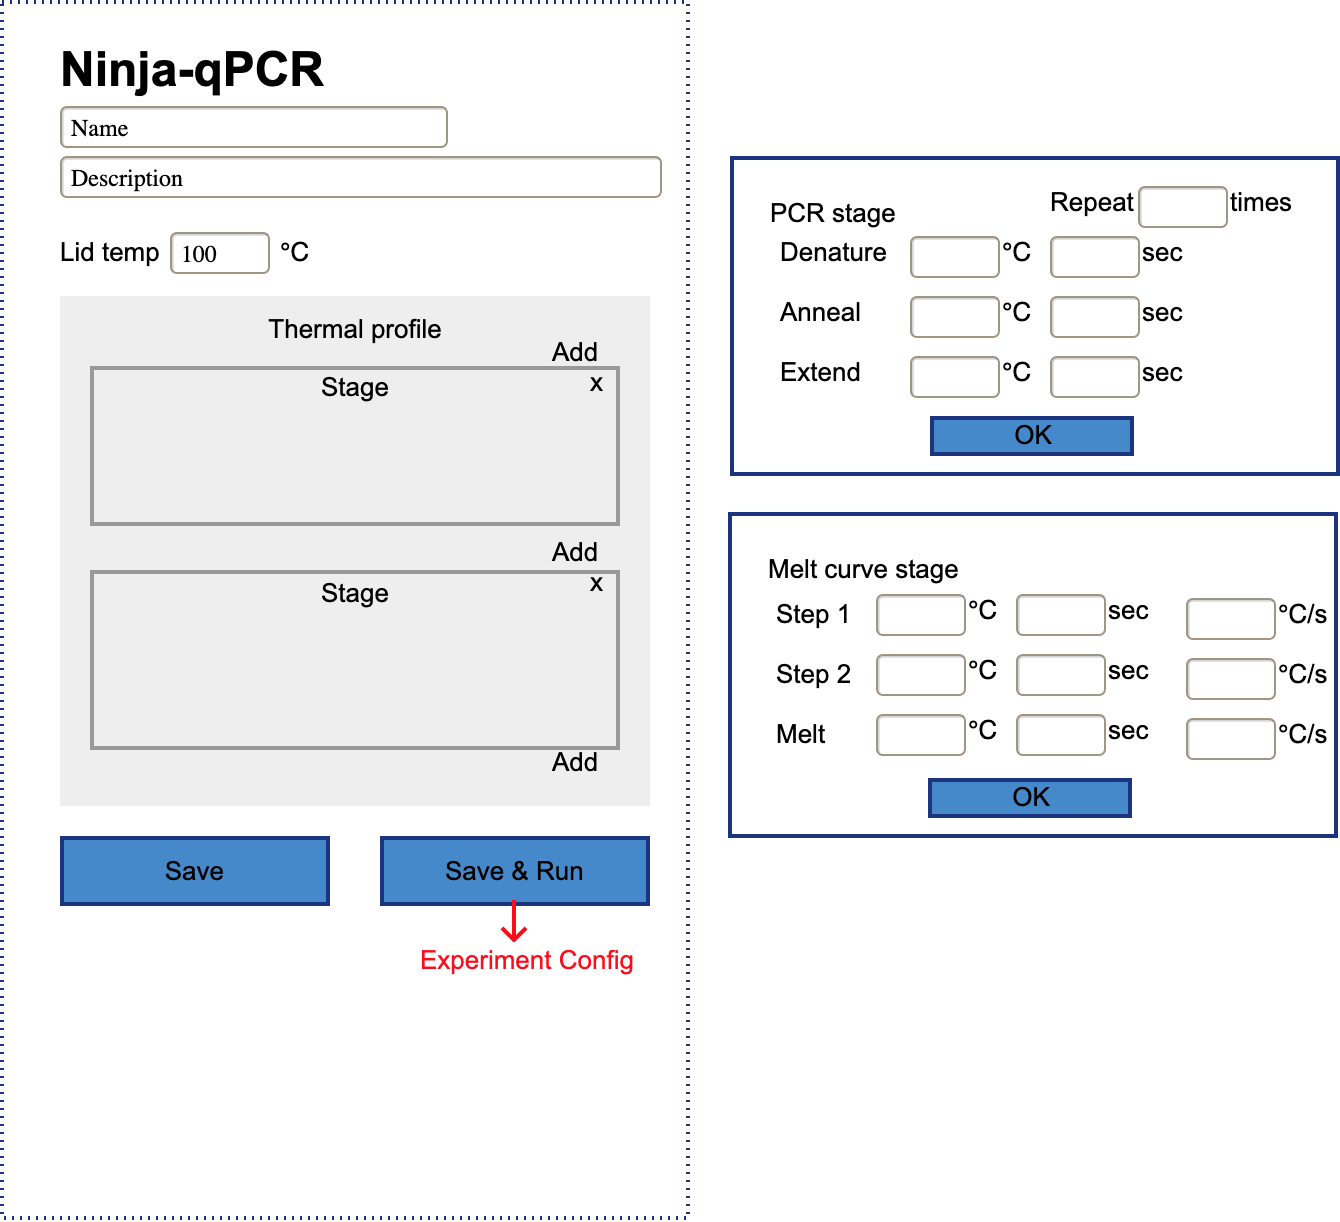 Ninja-qPCR
Name
Description
Lid temp 100 °C
Thermal profile
Add
Stage x
Add
Stage x
Add
Save Save & Run
Experiment Config
PCR stage Repeat times
Denature °C sec
Anneal °C sec
Extend °C sec
OK
Melt curve stage
Step 1 °C sec °C/s
Step 2 °C sec °C/s
Melt °C sec °C/s
OK